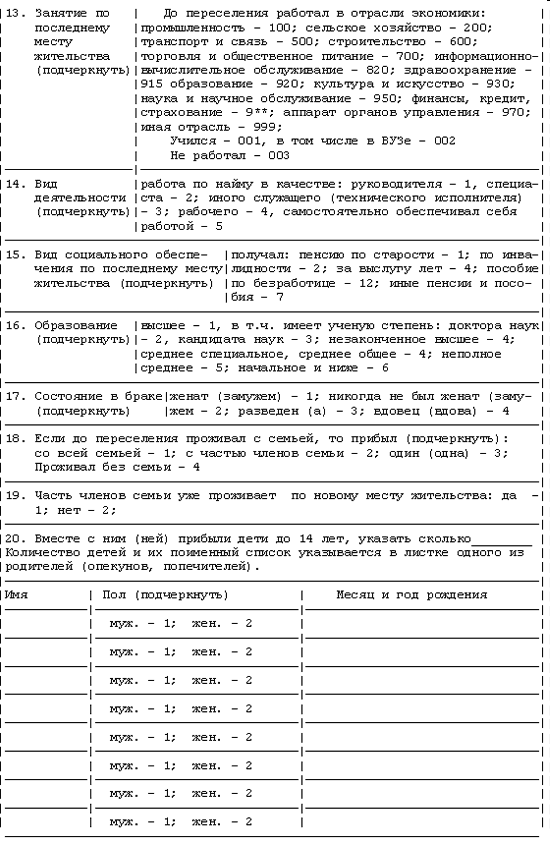 13. Занятие по | До переселения работал в отрасли экономики:
последнему |промышленность – 100; сельское хозяйство – 200;
месту |транспорт и связь – 500; строительство – 600;
жительства |торговля и общественное питание – 700; информационно-
(подчеркнуть)|вычислительное обслуживание – 820; здравоохранение –
|915 образование – 920; культура и искусство – 930;
|наука и научное обслуживание – 950; финансы, кредит,
|страхование – 9**; аппарат органов управления – 970;
|иная отрасль – 999;
| Учился – 001, в том числе в ВУЗе – 002
| Не работал – 003
14. Вид |работа по найму в качестве: руководителя – 1, специа-
деятельности |ста – 2; иного служащего (технического исполнителя)
(подчеркнуть)|– 3; рабочего – 4, самостоятельно обеспечивал себя
|работой – 5
15. Вид социального обеспе- |получал: пенсию по старости – 1; по инва-
чения по последнему месту|лидности – 2; за выслугу лет – 4; пособие
жительства (подчеркнуть) |по безработице – 12; иные пенсии и посо-
|бия – 7
16. Образование |высшее – 1, в т.ч. имеет ученую степень: доктора наук
(подчеркнуть)|– 2, кандидата наук – 3; незаконченное высшее – 4;
среднее специальное, среднее общее – 4; неполное
среднее – 5; начальное и ниже – 6
17. Состояние в браке|женат (замужем) – 1; никогда не был женат (заму-
(подчеркнуть) |жем – 2; разведен (а) – 3; вдовец (вдова) – 4
18. Если до переселения проживал с семьей, то прибыл (подчеркнуть):
со всей семьей – 1; с частью членов семьи – 2; один (одна) – 3;
Проживал без семьи – 4
19. Часть членов семьи уже проживает по новому месту жительства: да –
1; нет – 2;
20. Вместе с ним (ней) прибыли дети до 14 лет, указать сколько________
Количество детей и их поименный список указывается в листке одного из
родителей (опекунов, попечителей).
Имя | Пол (подчеркнуть) | Месяц и год рождения
муж. – 1; жен. – 2
муж. – 1; жен. – 2
муж. – 1; жен. – 2
муж. – 1; жен. – 2
муж. – 1; жен. – 2
муж. – 1; жен. – 2
муж. – 1; жен. – 2
муж. – 1; жен. – 2